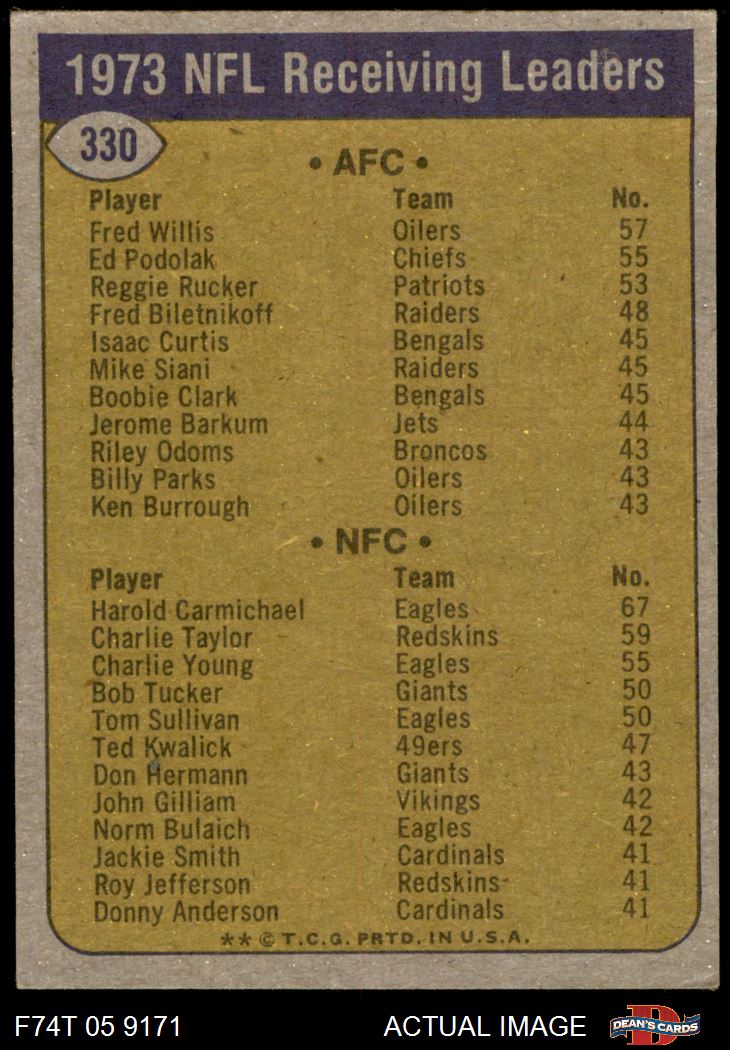 1973 NFL Receiving Leaders
330
• AFC •
Player Team No.
Fred Willis Oilers 57
Ed Podolak Chiefs 55
Reggie Rucker Patriots 53
Fred Biletnikoff Raiders 48
Isaac Curtis Bengals 45
Mike Siani Raiders 45
Boobie Clark Bengals 45
Jerome Barkum Jets 44
Riley Odoms Broncos 43
Billy Parks Oilers 43
Ken Burrough Oilers 43
• NFC •
Player Team No.
Harold Carmichael Eagles 67
Charlie Taylor Redskins 59
Charlie Young Eagles 55
Bob Tucker Giants 50
Tom Sullivan Eagles 50
Ted Kwalick 49ers 47
Don Hermann Giants 43
John Gilliam Vikings 42
Norm Bulaich Eagles 42
Jackie Smith Cardinals 41
Roy Jefferson Redskins 41
Donny Anderson Cardinals 41
** © T.C.G. PRTD. IN U.S.A.
F74T 05 9171 ACTUAL IMAGE D DEAN'S CARDS